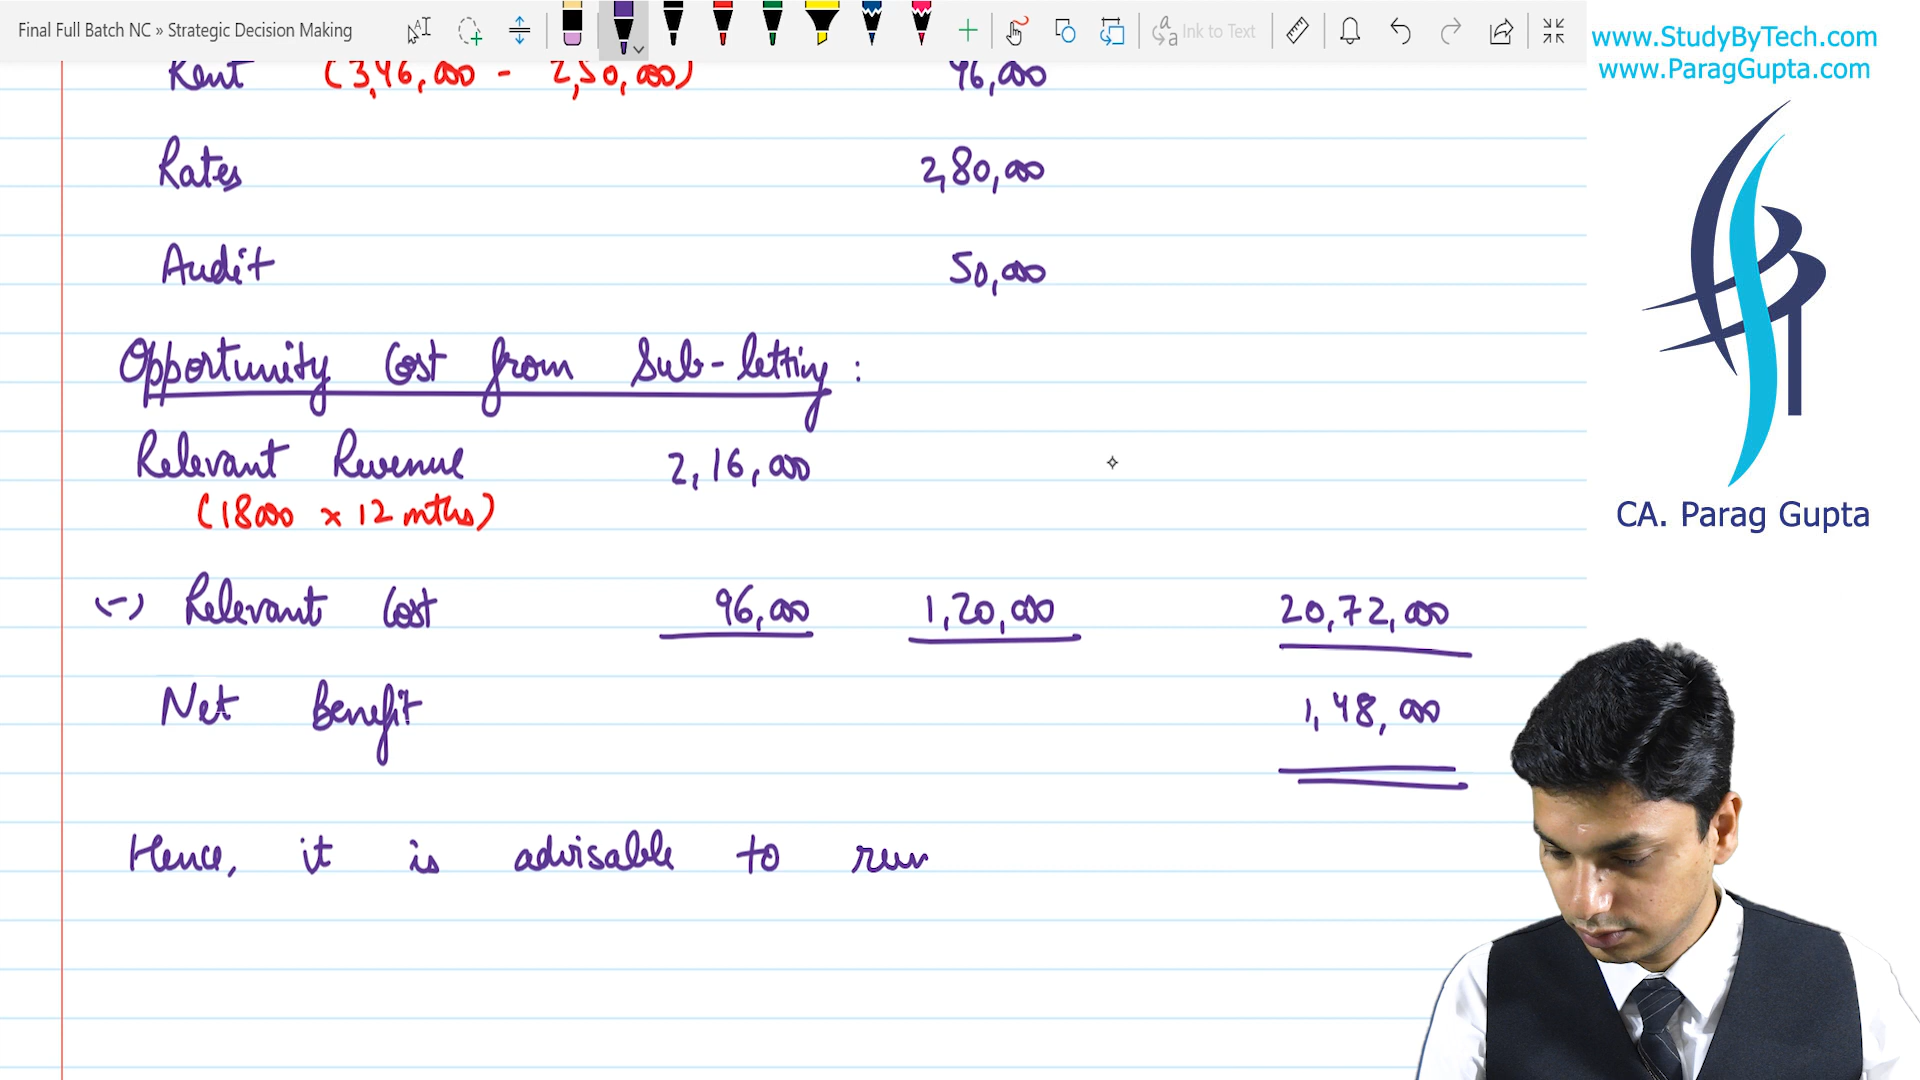 Final Full Batch NC » Strategic Decision Making
Ink to Text
www.StudyByTech.com
www.ParagGupta.com
CA. Parag Gupta
Rent (3,46,000 - 2,50,000) 96,000
Rates 2,80,000
Audit 50,000
Opportunity Cost from Sub-letting :
Relevant Revenue 2,16,000
(18000 x 12 mths)
(-) Relevant Cost 96,000 1,20,000 20,72,000
Net Benefit 1,48,000
Hence, it is advisable to run